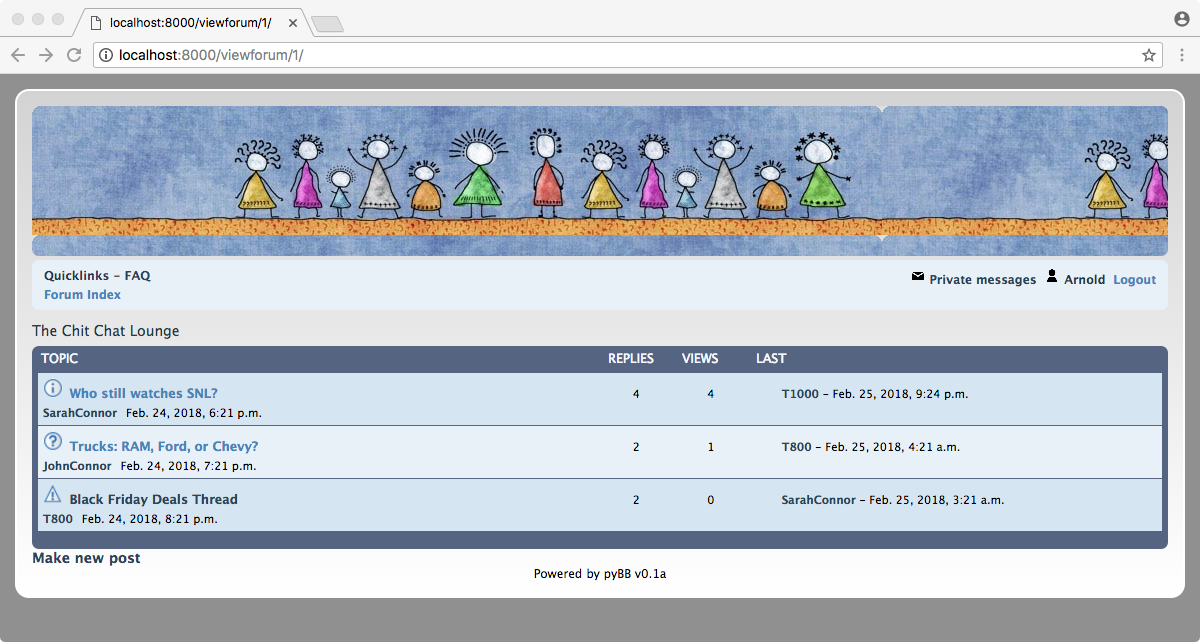 localhost:8000/viewforum/1/
localhost:8000/viewforum/1/
Quicklinks - FAQ
Forum Index
Private messages Arnold Logout
The Chit Chat Lounge
TOPIC REPLIES VIEWS LAST
Who still watches SNL? 4 4 T1000 - Feb. 25, 2018, 9:24 p.m.
SarahConnor Feb. 24, 2018, 6:21 p.m.
Trucks: RAM, Ford, or Chevy? 2 1 T800 - Feb. 25, 2018, 4:21 a.m.
JohnConnor Feb. 24, 2018, 7:21 p.m.
Black Friday Deals Thread 2 0 SarahConnor - Feb. 25, 2018, 3:21 a.m.
T800 Feb. 24, 2018, 8:21 p.m.
Make new post
Powered by pyBB v0.1a